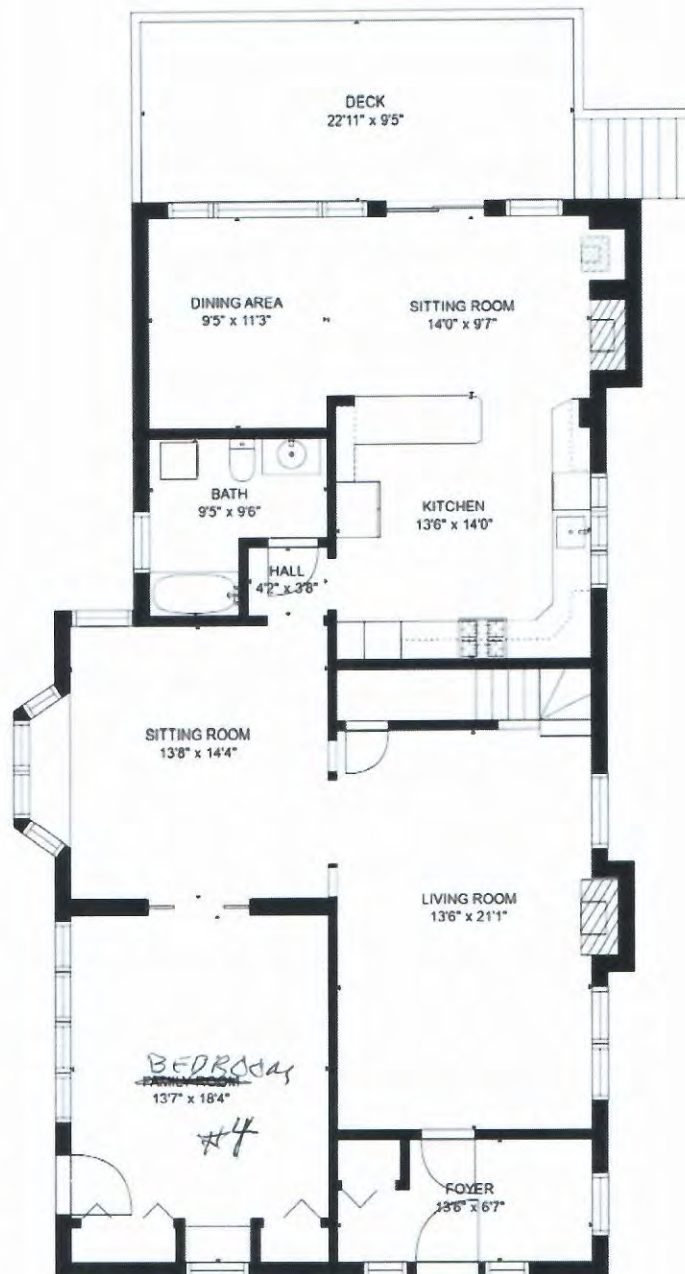 DECK
22'11" x 9'5"
DINING AREA
9'5" x 11'3"
SITTING ROOM
14'0" x 9'7"
BATH
9'5" x 9'6"
KITCHEN
13'6" x 14'0"
HALL
4'2" x 3'8"
SITTING ROOM
13'8" x 14'4"
LIVING ROOM
13'6" x 21'1"
BEDROOM
FAMILY ROOM
13'7" x 18'4"
#4
FOYER
13'6" x 6'7"